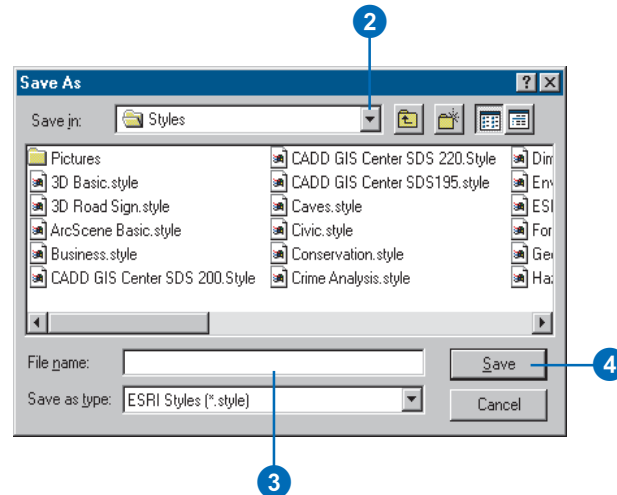 2
Save As
Save in: Styles
Pictures
3D Basic.style
3D Road Sign.style
ArcScene Basic.style
Business.style
CADD GIS Center SDS 200.Style
CADD GIS Center SDS 220.Style
CADD GIS Center SDS195.style
Caves.style
Civic.style
Conservation.style
Crime Analysis.style
ESI
For
File name:
Save
4
Save as type: ESRI Styles (*.style)
Cancel
3